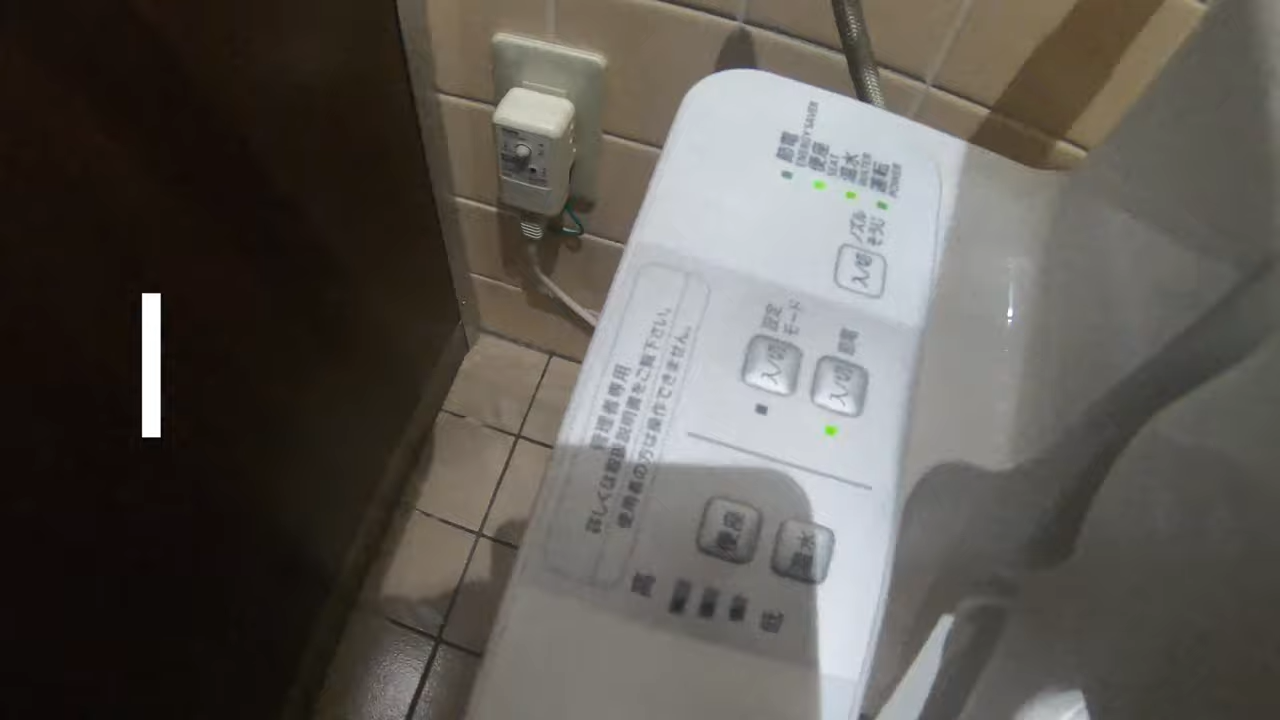 節電
ENERGY SAVER
便座
SEAT
温水
WATER
運転
POWER
ノズル
そうじ
入/切
設定
モード
入/切
節電
入/切
管理者専用
詳しくは取扱説明書をご覧下さい。
使用者の方は操作できません。
便座
温水
高
低